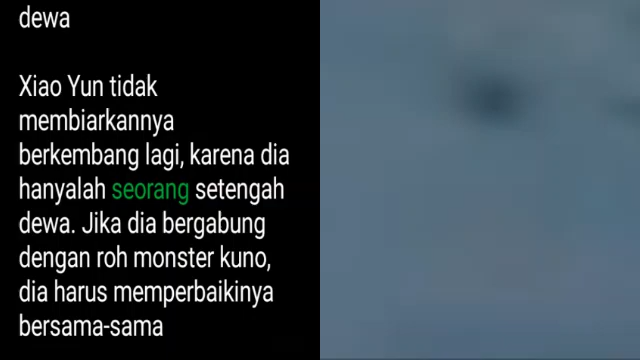 dewa
Xiao Yun tidak
membiarkannya
berkembang lagi, karena dia
hanyalah seorang setengah
dewa. Jika dia bergabung
dengan roh monster kuno,
dia harus memperbaikinya
bersama-sama